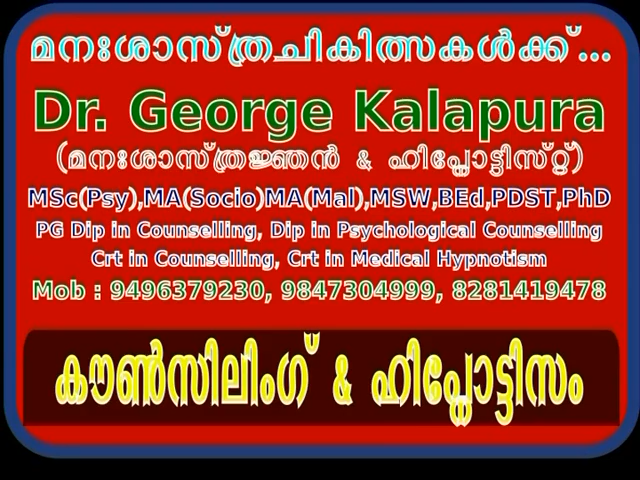 മനഃശാസ്ത്രചികിത്സകൾക്ക്...
Dr. George Kalapura
(മനഃശാസ്ത്രജ്ഞൻ & ഹിപ്നോട്ടിസ്റ്റ്)
MSc(Psy),MA(Socio)MA(Mal),MSW,BEd,PDST,PhD
PG Dip in Counselling, Dip in Psychological Counselling
Crt in Counselling, Crt in Medical Hypnotism
Mob : 9496379230, 9847304999, 8281419478
കൗൺസിലിംഗ് & ഹിപ്നോട്ടിസം